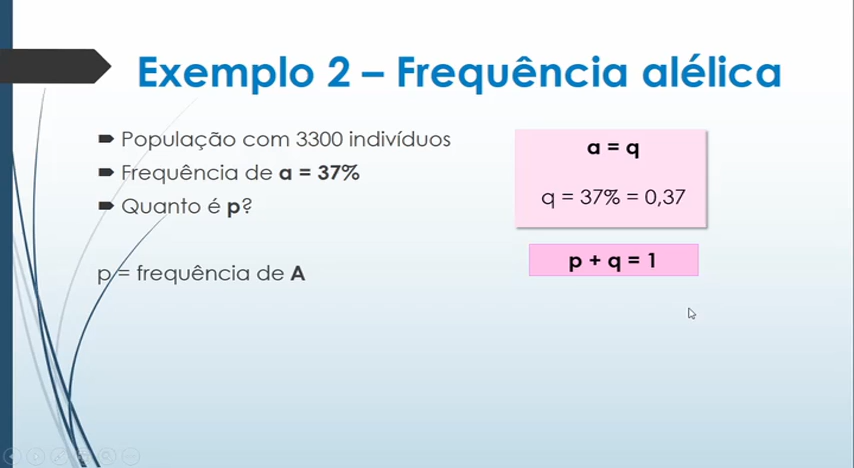 Exemplo 2 – Frequência alélica
População com 3300 indivíduos
Frequência de a = 37%
Quanto é p?
p = frequência de A
a = q
q = 37% = 0,37
p + q = 1